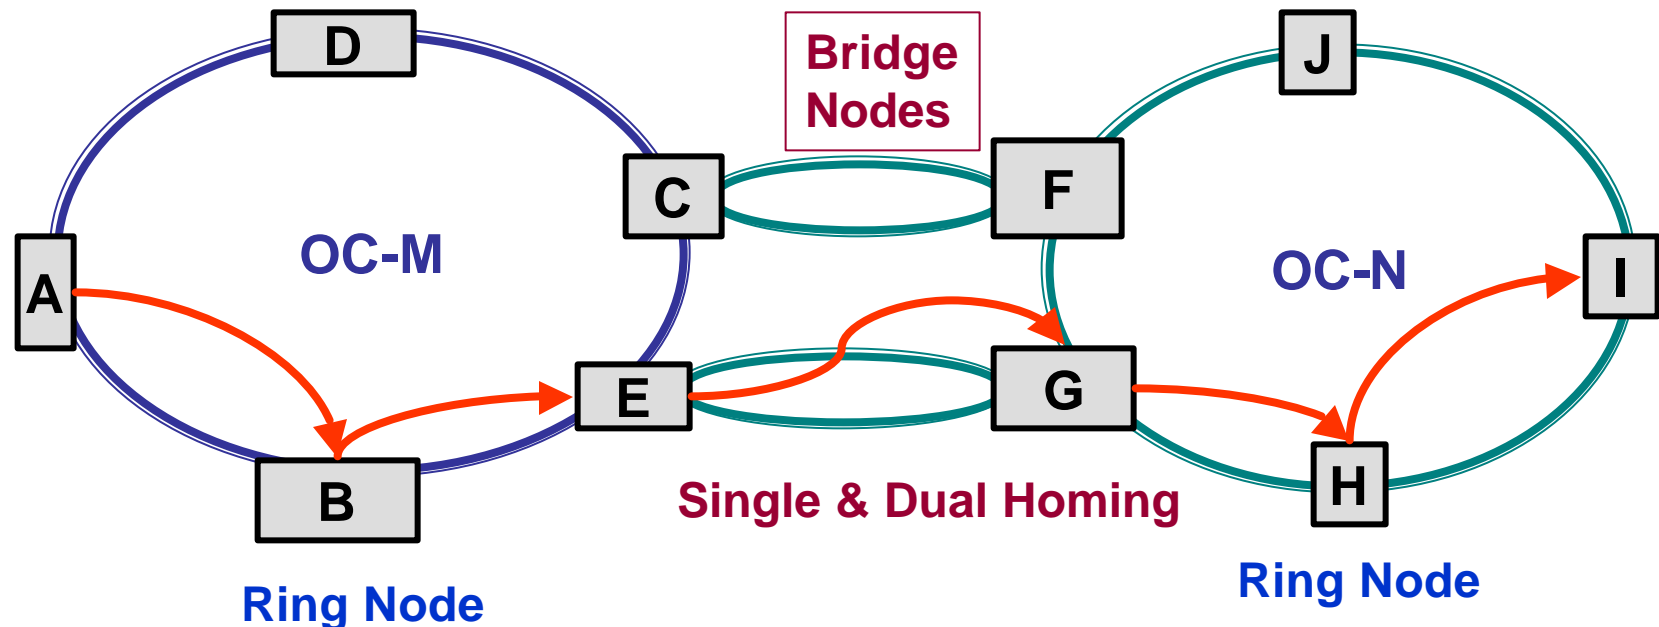 D
Bridge
Nodes
J
C
F
A
OC-M
OC-N
I
E
G
B
Single & Dual Homing
H
Ring Node
Ring Node